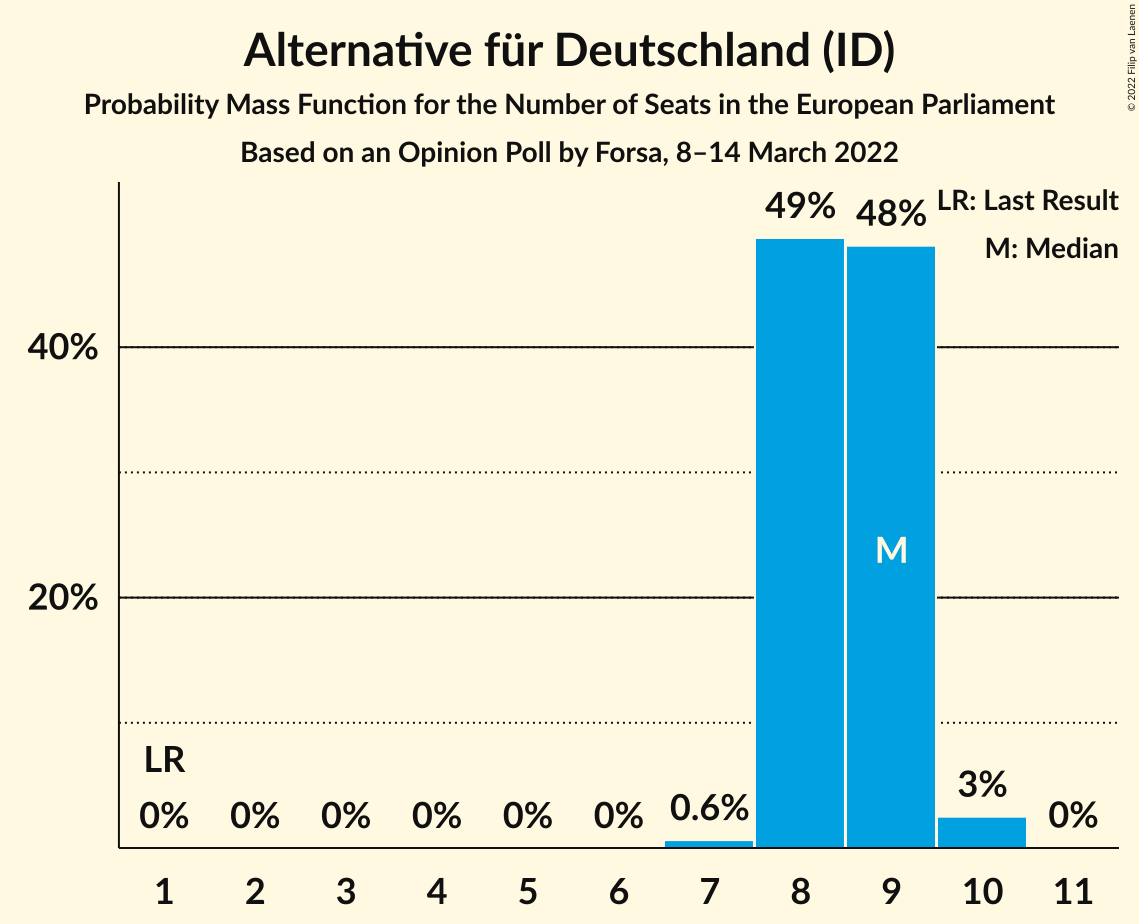 Alternative für Deutschland (ID)
Probability Mass Function for the Number of Seats in the European Parliament
Based on an Opinion Poll by Forsa, 8–14 March 2022
© 2022 Filip van Laenen
LR: Last Result
M: Median
49%
48%
40%
M
20%
LR
0%
0%
0%
0%
0%
0%
0.6%
3%
0%
1 2 3 4 5 6 7 8 9 10 11